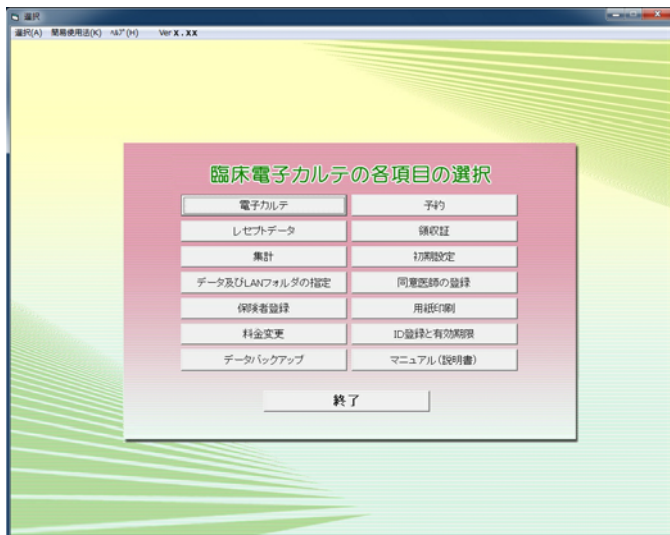 選択
選択(A) 簡易使用法(K) ﾍﾙﾌﾟ(H) Ver X.XX
臨床電子カルテの各項目の選択
電子カルテ 予約
レセプトデータ 領収証
集計 初期設定
データ及びLANフォルダの指定 同意医師の登録
保険者登録 用紙印刷
料金変更 ID登録と有効期限
データバックアップ マニュアル(説明書)
終了